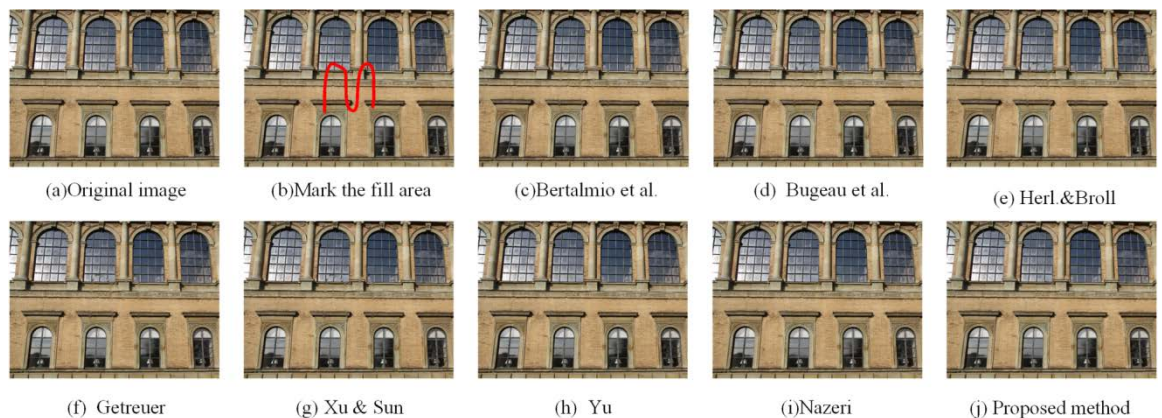 (a)Original image
(b)Mark the fill area
(c)Bertalmio et al.
(d) Bugeau et al.
(e) Herl.&Broll
(f) Getreuer
(g) Xu & Sun
(h) Yu
(i)Nazeri
(j) Proposed method